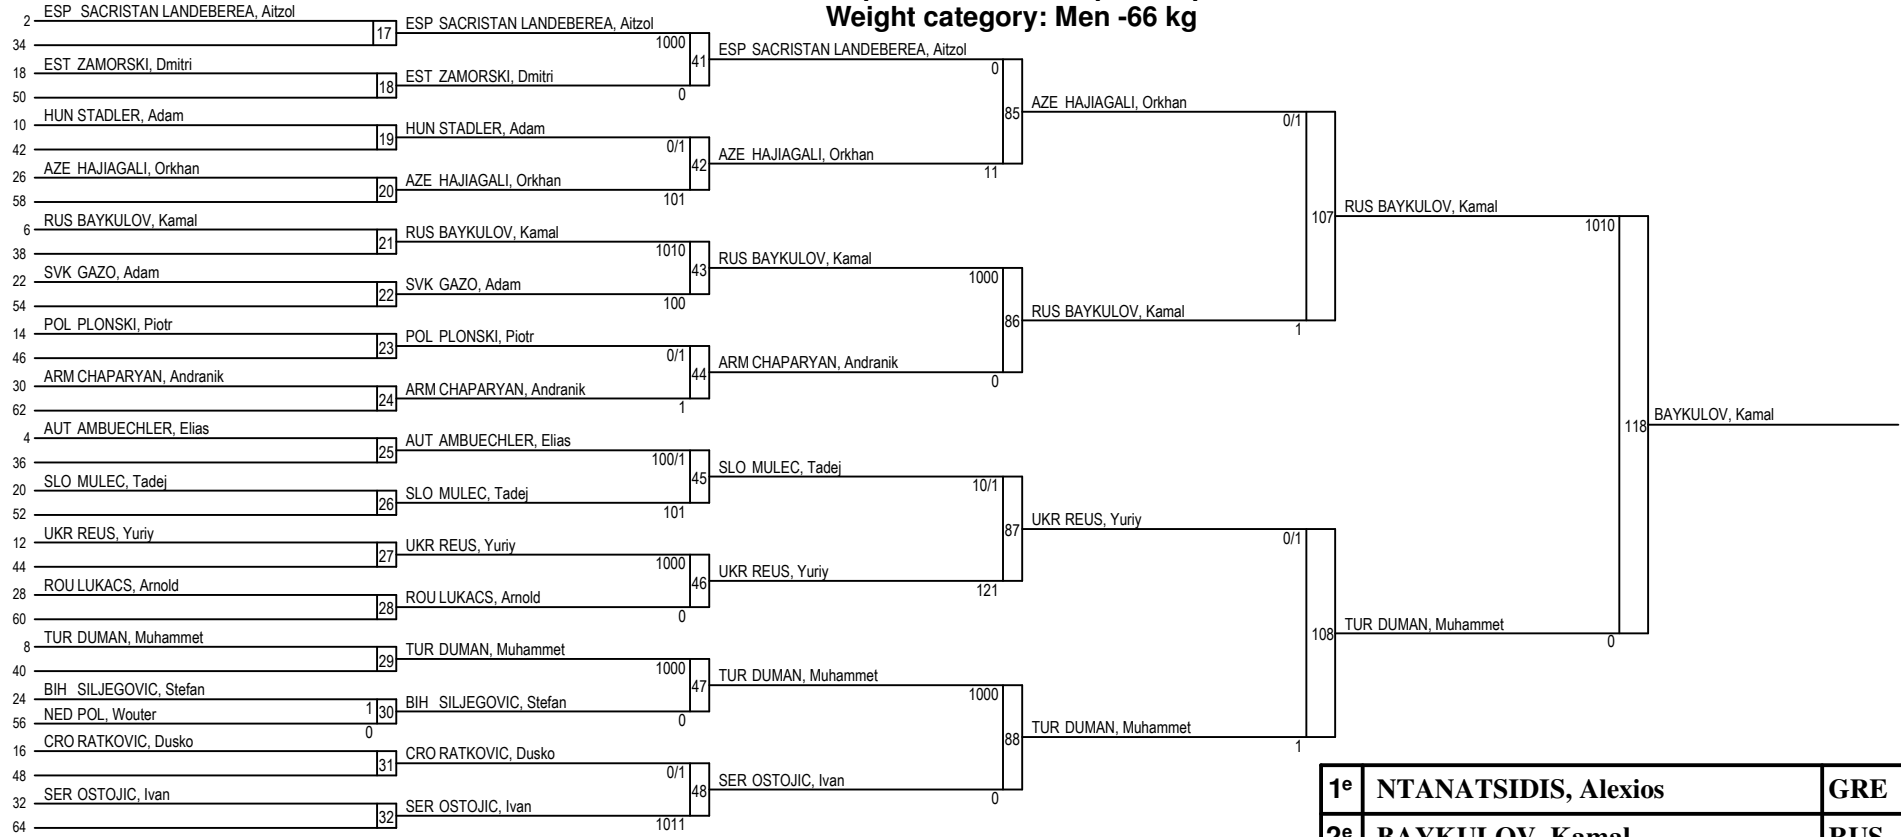 Weight category: Men -66 kg
2 ESP SACRISTAN LANDEBEREA, Aitzol
34
17
18 EST ZAMORSKI, Dmitri
50
18
10 HUN STADLER, Adam
42
19
26 AZE HAJIAGALI, Orkhan
58
20
6 RUS BAYKULOV, Kamal
38
21
22 SVK GAZO, Adam
54
22
14 POL PLONSKI, Piotr
46
23
30 ARM CHAPARYAN, Andranik
62
24
4 AUT AMBUECHLER, Elias
36
25
20 SLO MULEC, Tadej
52
26
12 UKR REUS, Yuriy
44
27
28 ROU LUKACS, Arnold
60
28
8 TUR DUMAN, Muhammet
40
29
24 BIH SILJEGOVIC, Stefan
1
56 NED POL, Wouter
0
30
16 CRO RATKOVIC, Dusko
48
31
32 SER OSTOJIC, Ivan
64
32
ESP SACRISTAN LANDEBEREA, Aitzol
1000
41
EST ZAMORSKI, Dmitri
0
HUN STADLER, Adam
0/1
42
AZE HAJIAGALI, Orkhan
101
RUS BAYKULOV, Kamal
1010
43
SVK GAZO, Adam
100
POL PLONSKI, Piotr
0/1
44
ARM CHAPARYAN, Andranik
1
AUT AMBUECHLER, Elias
100/1
45
SLO MULEC, Tadej
101
UKR REUS, Yuriy
1000
46
ROU LUKACS, Arnold
0
TUR DUMAN, Muhammet
1000
47
BIH SILJEGOVIC, Stefan
0
CRO RATKOVIC, Dusko
0/1
48
SER OSTOJIC, Ivan
1011
ESP SACRISTAN LANDEBEREA, Aitzol
0
85
AZE HAJIAGALI, Orkhan
11
RUS BAYKULOV, Kamal
1000
86
ARM CHAPARYAN, Andranik
0
SLO MULEC, Tadej
10/1
87
UKR REUS, Yuriy
121
TUR DUMAN, Muhammet
1000
88
SER OSTOJIC, Ivan
0
AZE HAJIAGALI, Orkhan
0/1
107
RUS BAYKULOV, Kamal
1
UKR REUS, Yuriy
0/1
108
TUR DUMAN, Muhammet
1
RUS BAYKULOV, Kamal
1010
118
TUR DUMAN, Muhammet
0
BAYKULOV, Kamal
1e NTANATSIDIS, Alexios GRE
2e BAYKULOV, Kamal RUS